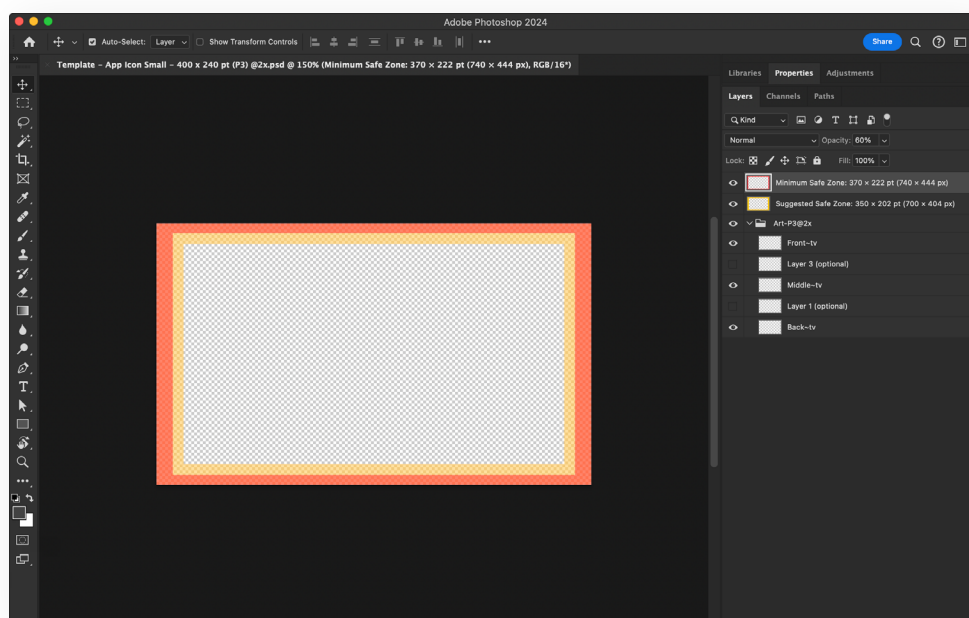 Adobe Photoshop 2024
Auto-Select: Layer Show Transform Controls Share
Template - App Icon Small - 400 x 240 pt (P3) @2x.psd @ 150% (Minimum Safe Zone: 370 × 222 pt (740 × 444 px), RGB/16*)
Libraries Properties Adjustments
Layers Channels Paths
Kind
Normal Opacity: 60%
Lock: Fill: 100%
Minimum Safe Zone: 370 × 222 pt (740 × 444 px)
Suggested Safe Zone: 350 × 202 pt (700 × 404 px)
Art-P3@2x
Front~tv
Layer 3 (optional)
Middle~tv
Layer 1 (optional)
Back~tv